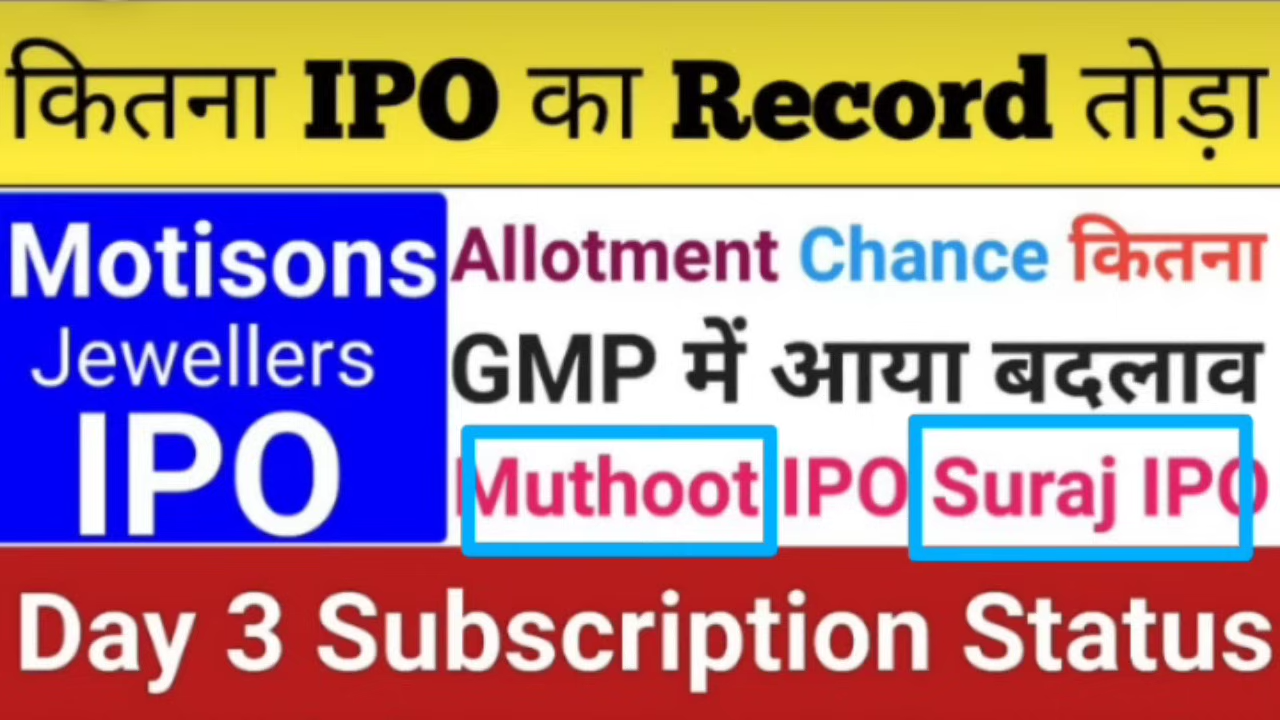 कितना IPO का Record तोड़ा
Motisons
Jewellers
IPO
Allotment Chance कितना
GMP में आया बदलाव
Muthoot IPO Suraj IPO
Day 3 Subscription Status